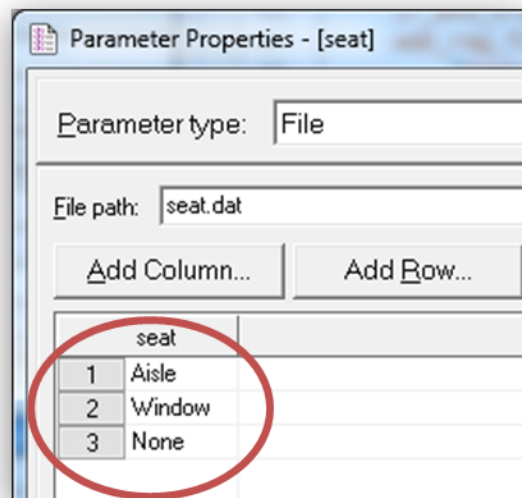 Parameter Properties - [seat]
Parameter type: File
File path: seat.dat
Add Column... Add Row...
seat
1 Aisle
2 Window
3 None